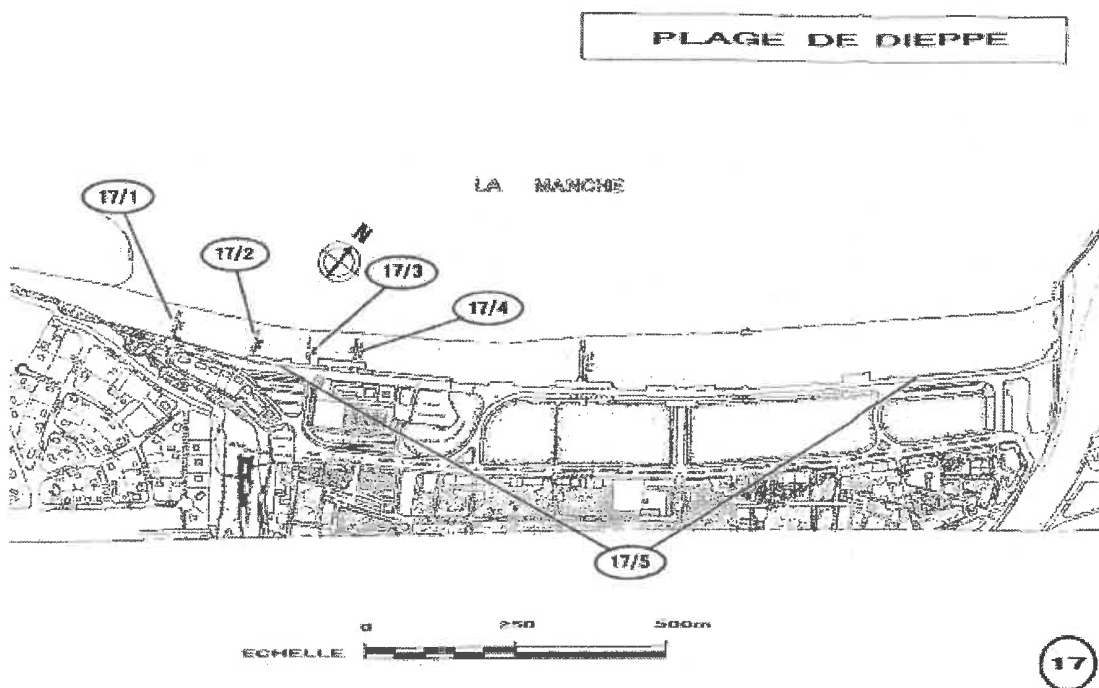 PLAGE DE DIEPPE
LA MANCHE
17/1
17/2
N
17/3
17/4
17/5
0 250 500m
ECHELLE
17